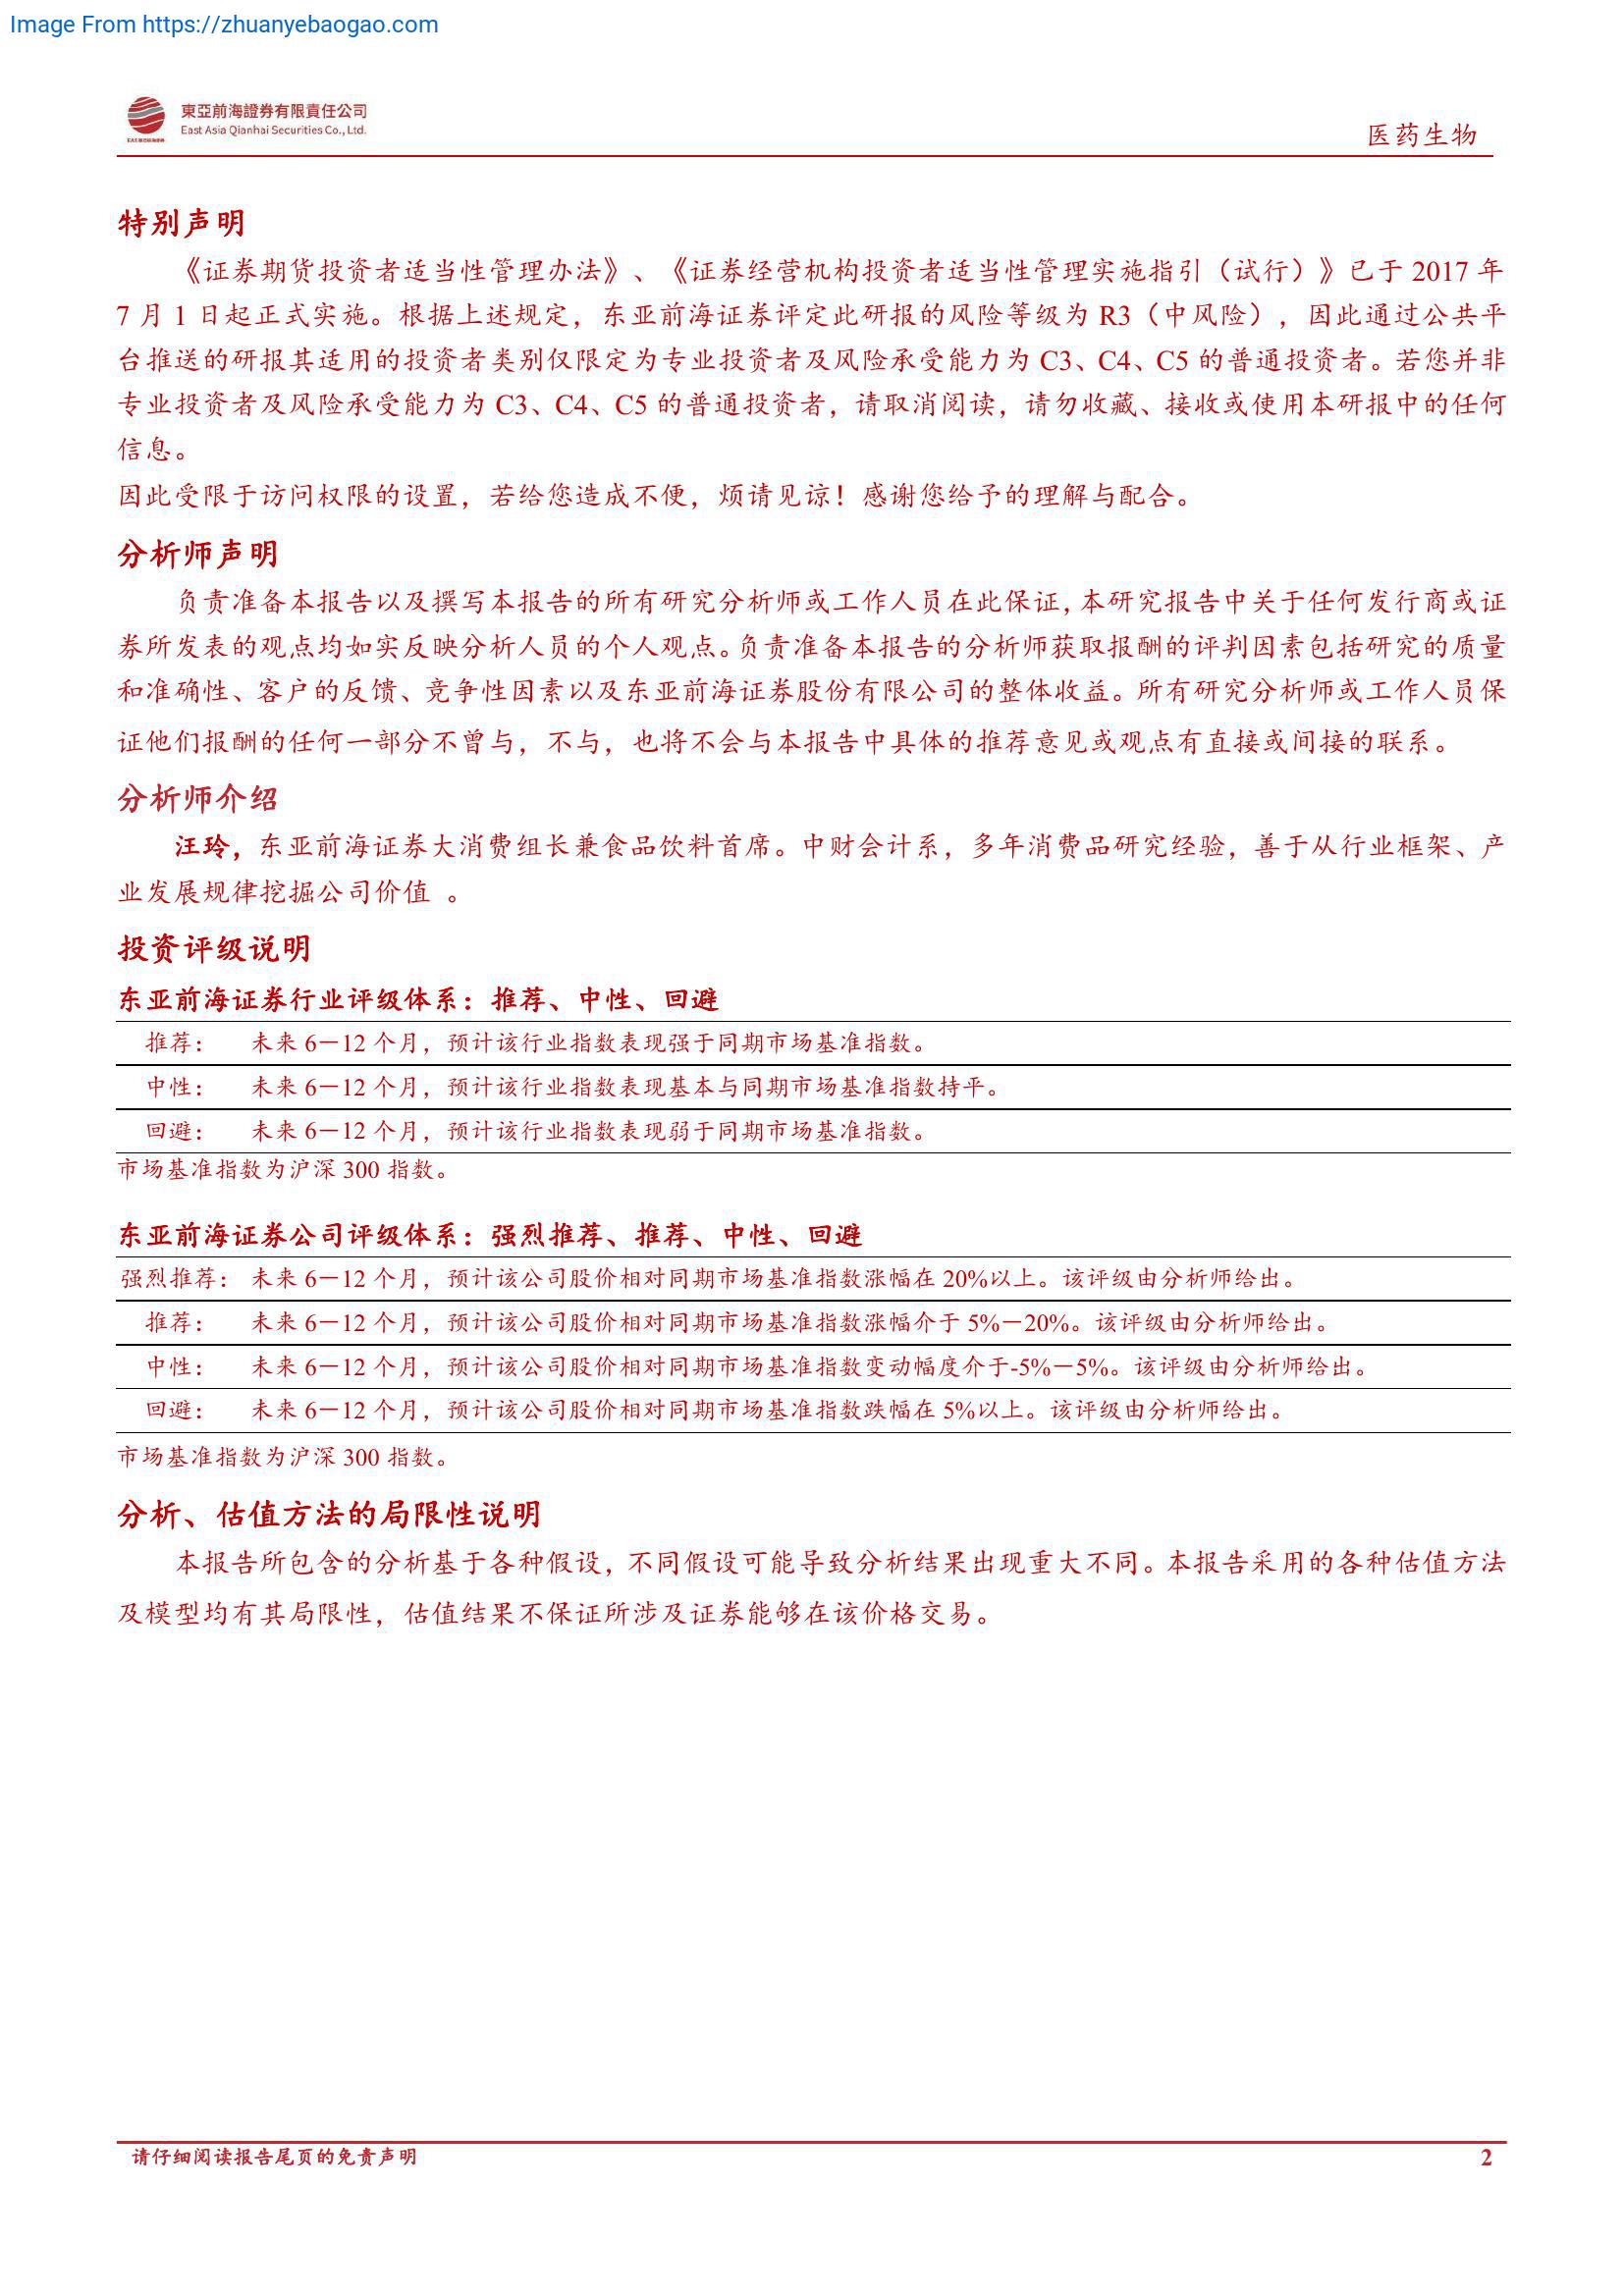 Image From https://zhuanyebaogao.com
東亞前海證券有限責任公司
East Asia Qianhai Securities Co., Ltd.
医药生物
特别声明
《证券期货投资者适当性管理办法》、《证券经营机构投资者适当性管理实施指引（试行）》已于 2017 年
7 月 1 日起正式实施。根据上述规定，东亚前海证券评定此研报的风险等级为 R3（中风险），因此通过公共平
台推送的研报其适用的投资者类别仅限定为专业投资者及风险承受能力为 C3、C4、C5 的普通投资者。若您并非
专业投资者及风险承受能力为 C3、C4、C5 的普通投资者，请取消阅读，请勿收藏、接收或使用本研报中的任何
信息。
因此受限于访问权限的设置，若给您造成不便，烦请见谅！感谢您给予的理解与配合。
分析师声明
负责准备本报告以及撰写本报告的所有研究分析师或工作人员在此保证，本研究报告中关于任何发行商或证
券所发表的观点均如实反映分析人员的个人观点。负责准备本报告的分析师获取报酬的评判因素包括研究的质量
和准确性、客户的反馈、竞争性因素以及东亚前海证券股份有限公司的整体收益。所有研究分析师或工作人员保
证他们报酬的任何一部分不曾与，不与，也将不会与本报告中具体的推荐意见或观点有直接或间接的联系。
分析师介绍
汪玲，东亚前海证券大消费组长兼食品饮料首席。中财会计系，多年消费品研究经验，善于从行业框架、产
业发展规律挖掘公司价值 。
投资评级说明
东亚前海证券行业评级体系：推荐、中性、回避
推荐： 未来 6－12 个月，预计该行业指数表现强于同期市场基准指数。
中性： 未来 6－12 个月，预计该行业指数表现基本与同期市场基准指数持平。
回避： 未来 6－12 个月，预计该行业指数表现弱于同期市场基准指数。
市场基准指数为沪深 300 指数。
东亚前海证券公司评级体系：强烈推荐、推荐、中性、回避
强烈推荐： 未来 6－12 个月，预计该公司股价相对同期市场基准指数涨幅在 20%以上。该评级由分析师给出。
推荐： 未来 6－12 个月，预计该公司股价相对同期市场基准指数涨幅介于 5%－20%。该评级由分析师给出。
中性： 未来 6－12 个月，预计该公司股价相对同期市场基准指数变动幅度介于-5%－5%。该评级由分析师给出。
回避： 未来 6－12 个月，预计该公司股价相对同期市场基准指数跌幅在 5%以上。该评级由分析师给出。
市场基准指数为沪深 300 指数。
分析、估值方法的局限性说明
本报告所包含的分析基于各种假设，不同假设可能导致分析结果出现重大不同。本报告采用的各种估值方法
及模型均有其局限性，估值结果不保证所涉及证券能够在该价格交易。
请仔细阅读报告尾页的免责声明
2